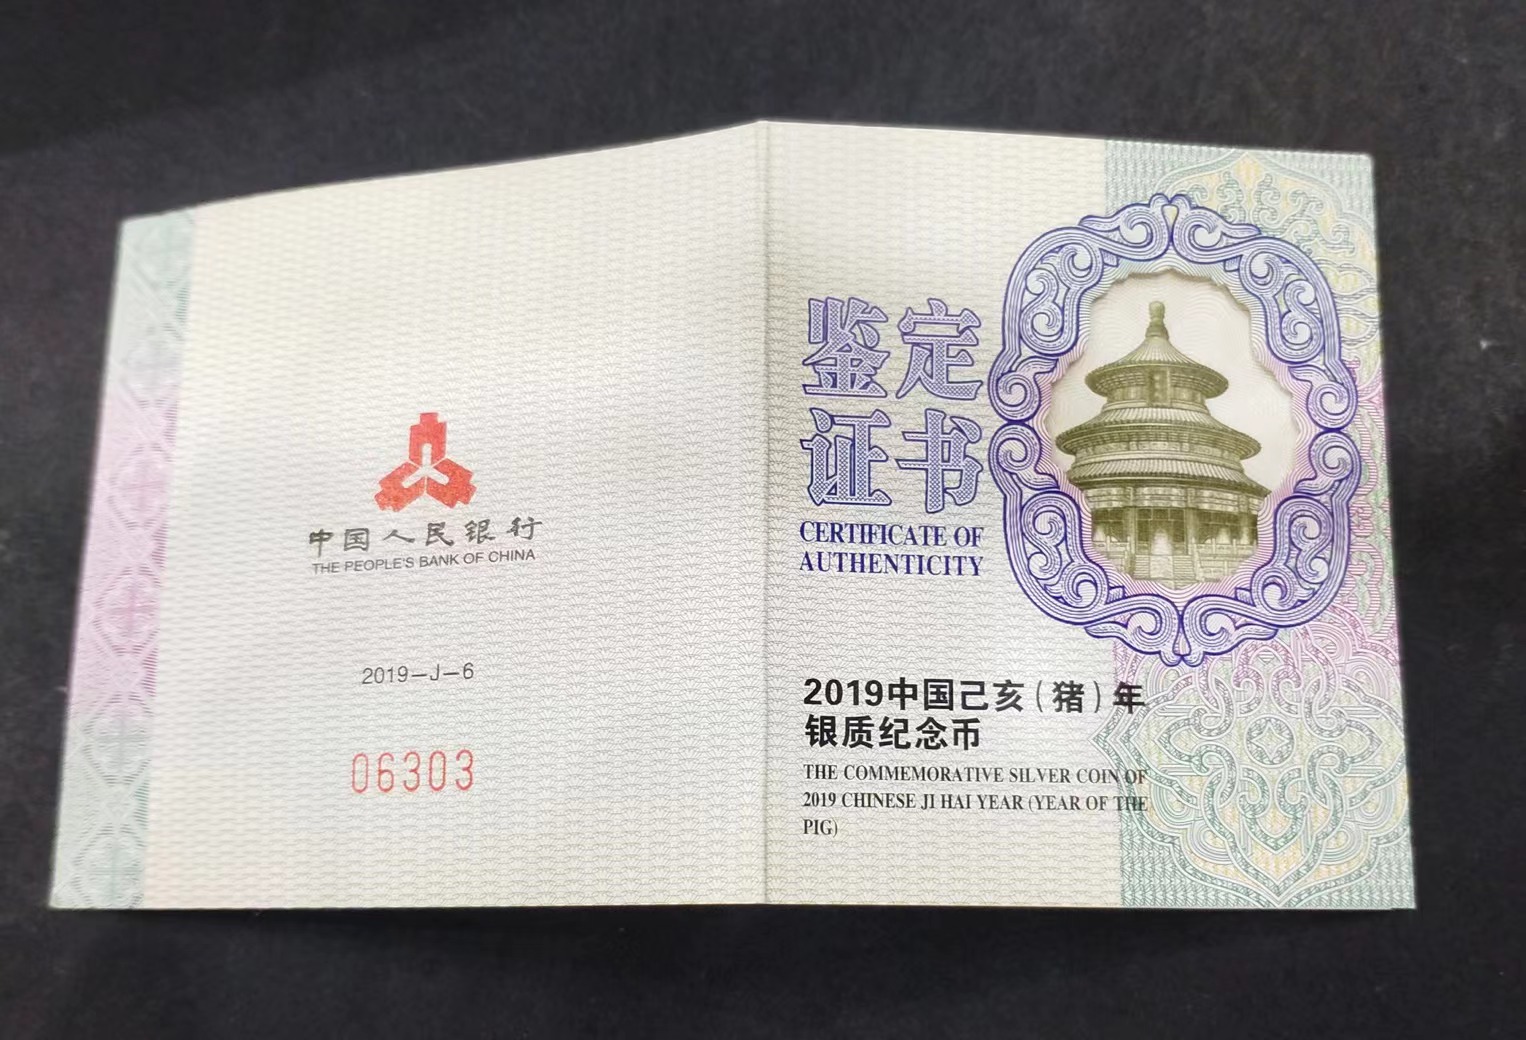 中国人民银行
THE PEOPLE'S BANK OF CHINA
2019-J-6
06303
鉴定
证书
CERTIFICATE OF
AUTHENTICITY
2019中国己亥(猪)年
银质纪念币
THE COMMEMORATIVE SILVER COIN OF
2019 CHINESE JI HAI YEAR (YEAR OF THE
PIG)